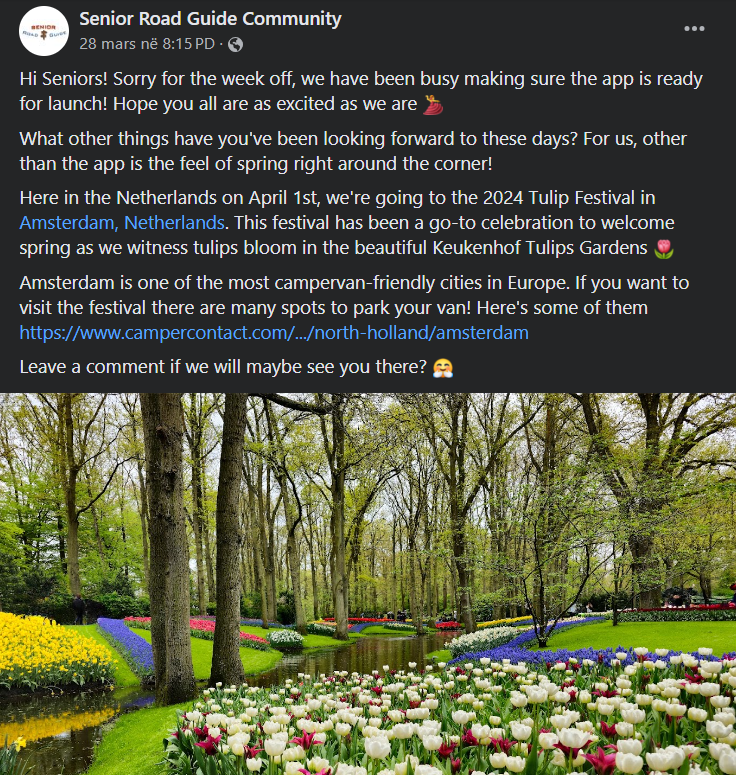 SENIOR
ROAD GUIDE
Senior Road Guide Community
28 mars në 8:15 PD ·
Hi Seniors! Sorry for the week off, we have been busy making sure the app is ready
for launch! Hope you all are as excited as we are 💃
What other things have you've been looking forward to these days? For us, other
than the app is the feel of spring right around the corner!
Here in the Netherlands on April 1st, we're going to the 2024 Tulip Festival in
Amsterdam, Netherlands. This festival has been a go-to celebration to welcome
spring as we witness tulips bloom in the beautiful Keukenhof Tulips Gardens 🌷
Amsterdam is one of the most campervan-friendly cities in Europe. If you want to
visit the festival there are many spots to park your van! Here's some of them
https://www.campercontact.com/.../north-holland/amsterdam
Leave a comment if we will maybe see you there? 🤗